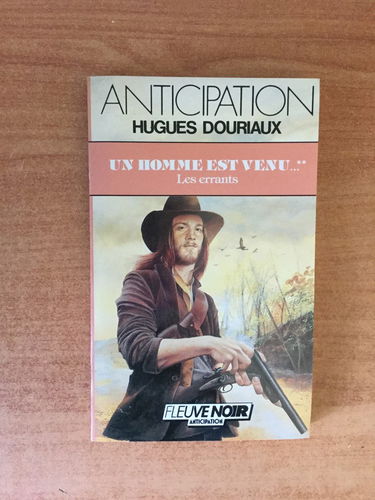 ANTICIPATION
HUGUES DOURIAUX
UN HOMME EST VENU...**
Les errants
FLEUVE NOIR
ANTICIPATION